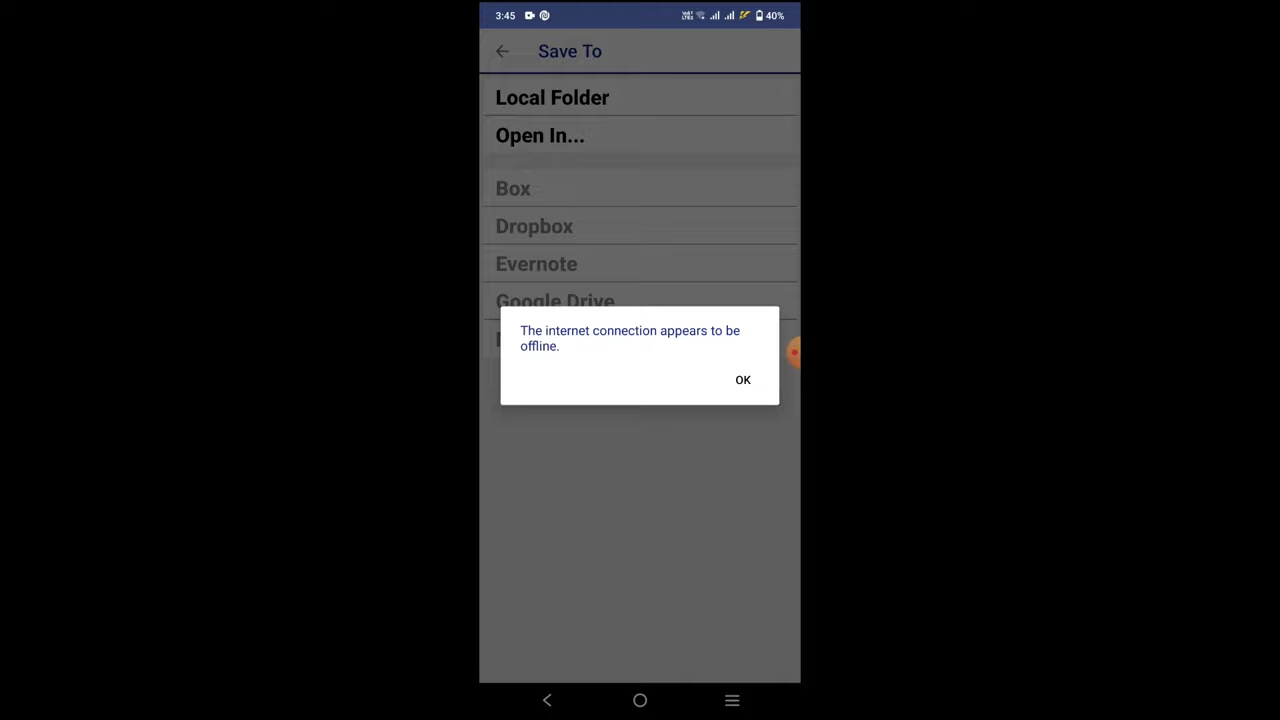 3:45 40%
Save To
Local Folder
Open In...
Box
Dropbox
Evernote
Google Drive
The internet connection appears to be
offline.
OK